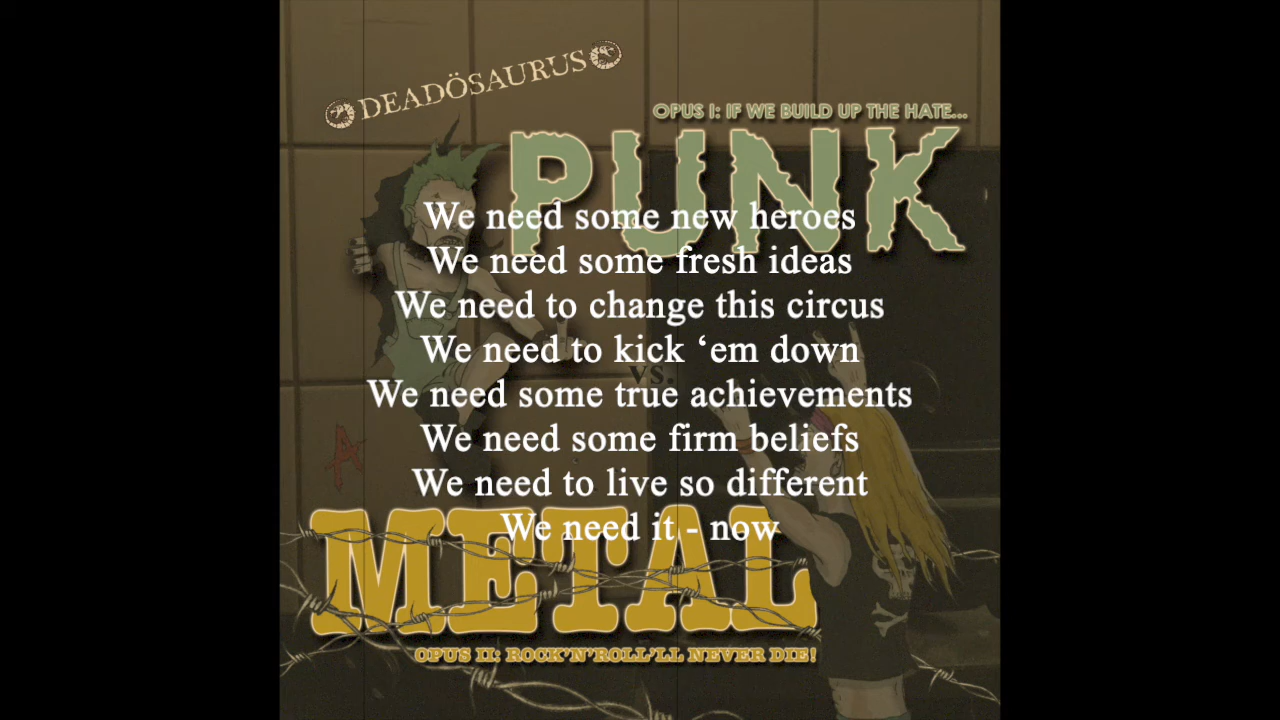 DEADÖSAURUS
OPUS I: IF WE BUILD UP THE HATE...
PUNK
We need some new heroes
We need some fresh ideas
We need to change this circus
We need to kick ‘em down
vs.
We need some true achievements
We need some firm beliefs
We need to live so different
We need it - now
METAL
OPUS II: ROCK'N'ROLL'LL NEVER DIE!